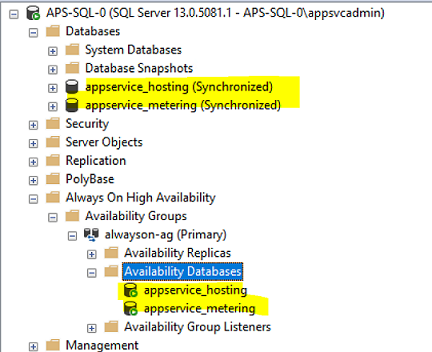 APS-SQL-0 (SQL Server 13.0.5081.1 - APS-SQL-0\appsvcadmin)
Databases
System Databases
Database Snapshots
appservice_hosting (Synchronized)
appservice_metering (Synchronized)
Security
Server Objects
Replication
PolyBase
Always On High Availability
Availability Groups
alwayson-ag (Primary)
Availability Replicas
Availability Databases
appservice_hosting
appservice_metering
Availability Group Listeners
Management